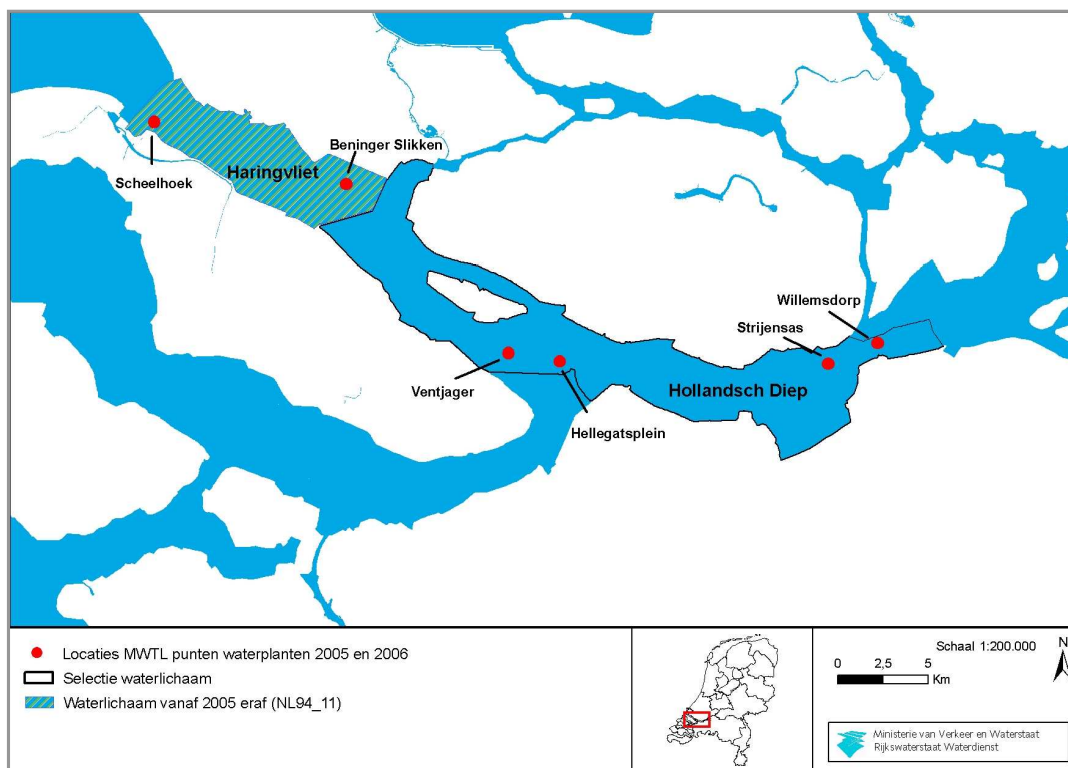 Beninger Slikken
Haringvliet
Scheelhoek
Willemsdorp
Strijensas
Ventjager
Hollandsch Diep
Hellegatsplein
Locaties MWTL punten waterplanten 2005 en 2006
Selectie waterlichaam
Waterlichaam vanaf 2005 eraf (NL94_11)
Schaal 1:200.000
N
0 2,5 5
Km
Ministerie van Verkeer en Waterstaat
Rijkswaterstaat Waterdienst